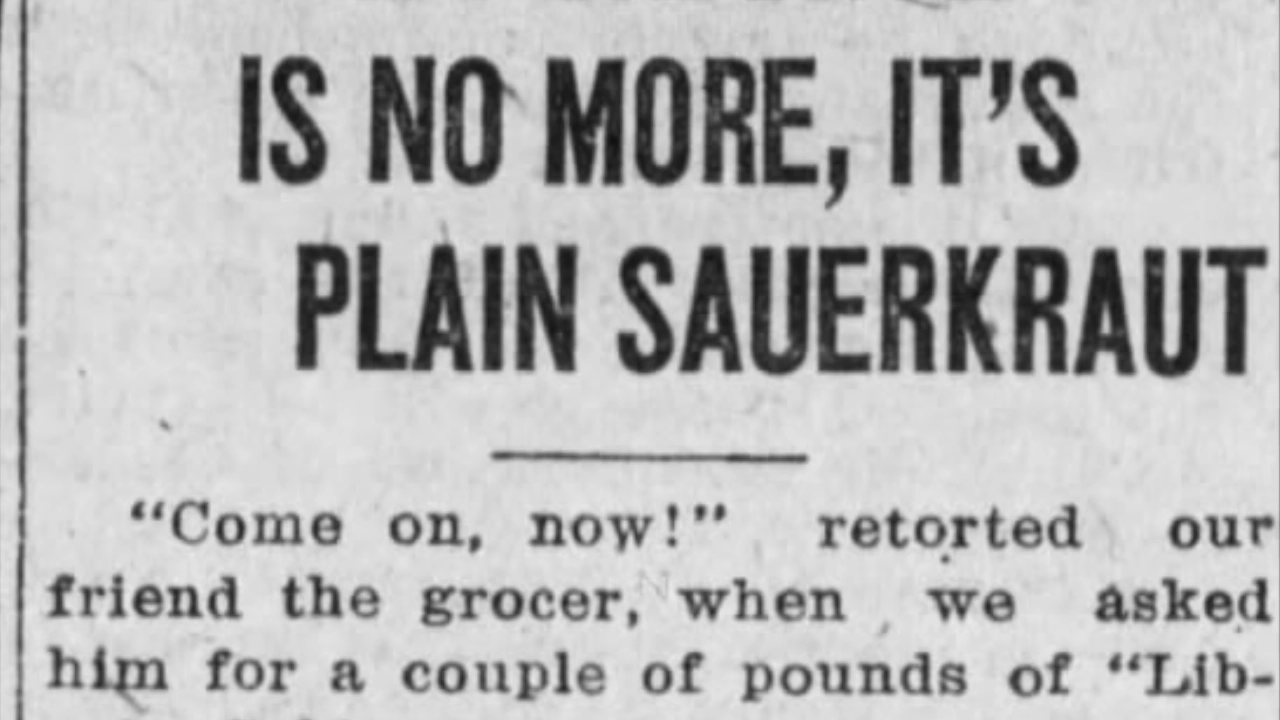 IS NO MORE, IT'S
PLAIN SAUERKRAUT
"Come on, now!" retorted our
friend the grocer, when we asked
him for a couple of pounds of "Lib-